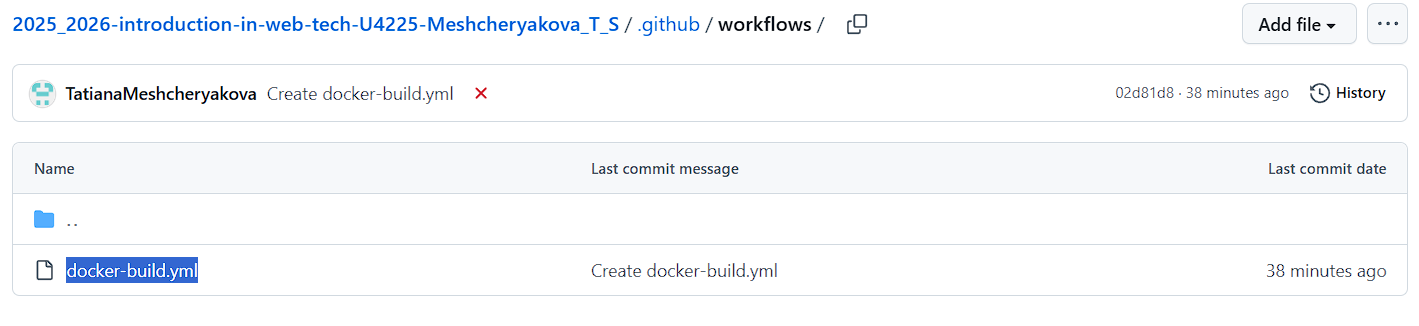 2025_2026-introduction-in-web-tech-U4225-Meshcheryakova_T_S / .github / workflows / Add file ...
TatianaMeshcheryakova Create docker-build.yml 02d81d8 · 38 minutes ago History
Name Last commit message Last commit date
..
docker-build.yml Create docker-build.yml 38 minutes ago